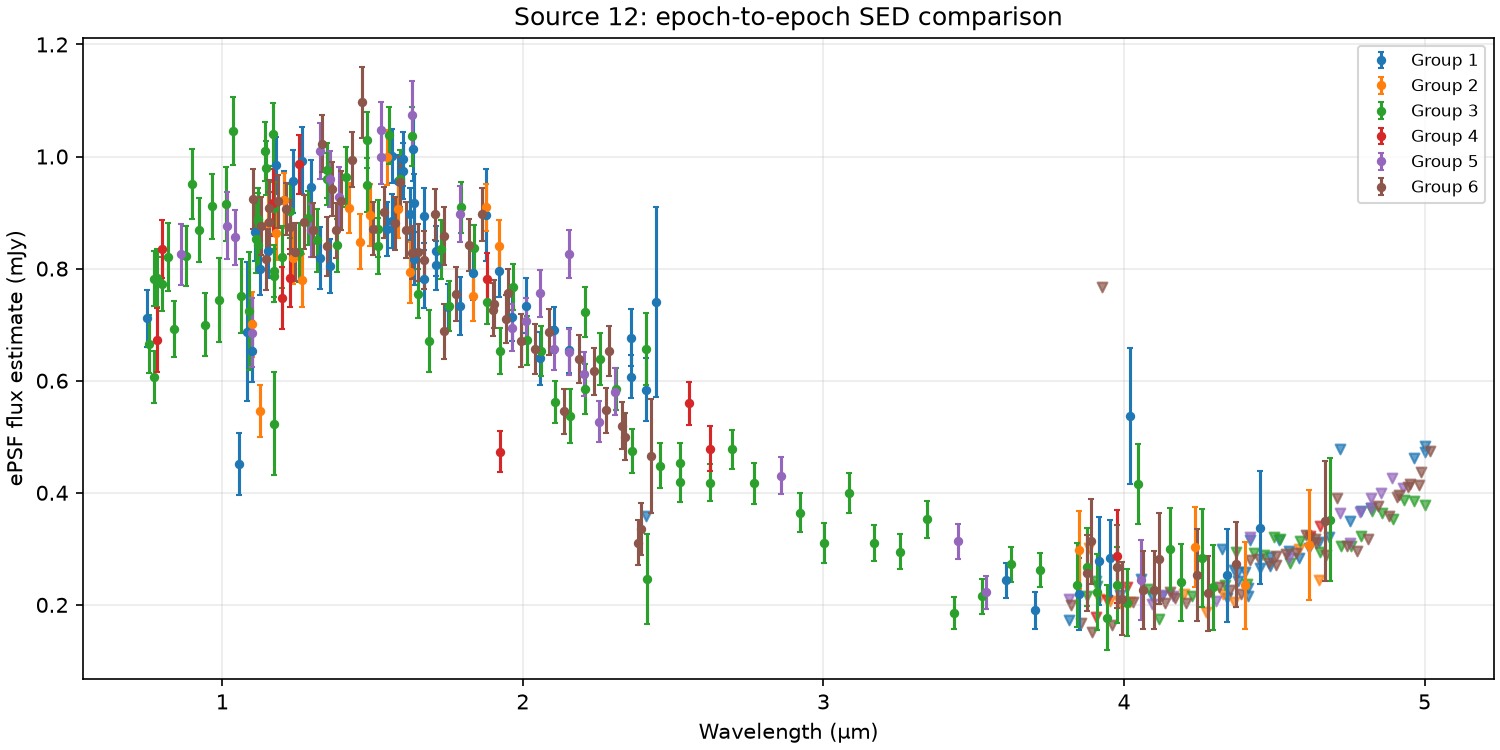 Source 12: epoch-to-epoch SED comparison
ePSF flux estimate (mJy)
1.2
1.0
0.8
0.6
0.4
0.2
Group 1
Group 2
Group 3
Group 4
Group 5
Group 6
1 2 3 4 5
Wavelength (µm)